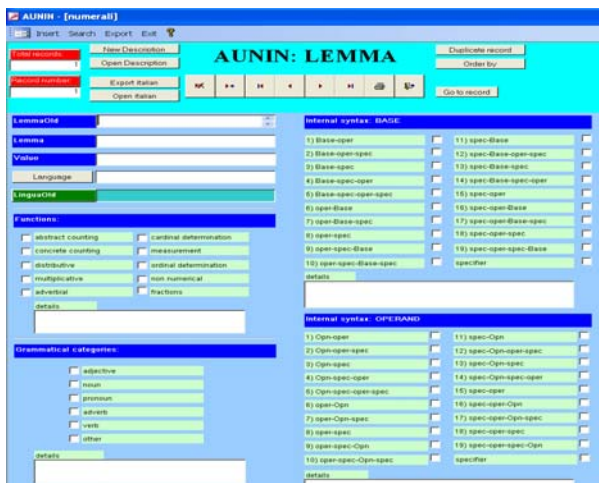 AUNIN - [numerali]
Insert Search Export Exit
Total records:
1
New Description
Open Description
AUNIN: LEMMA
Duplicate record
Order by
Record number:
1
Export Italian
Open Italian
Go to record
LemmaOld
Lemma
Value
Language
LinguaOld
Functions:
abstract counting
cardinal determination
concrete counting
measurement
distributive
ordinal determination
multiplicative
non numerical
adverbial
fractions
details
Grammatical categories:
adjective
noun
pronoun
adverb
verb
other
details
Internal syntax: BASE
1) Base-oper
11) spec-Base
2) Base-oper-spec
12) spec-Base-oper-spec
3) Base-spec
13) spec-Base-spec
4) Base-spec-oper
14) spec-Base-spec-oper
5) Base-spec-oper-spec
15) spec-oper
6) oper-Base
16) spec-oper-Base
7) oper-Base-spec
17) spec-oper-Base-spec
8) oper-spec
18) spec-oper-spec
9) oper-spec-Base
19) spec-oper-spec-Base
10) oper-spec-Base-spec
specifier
details
Internal syntax: OPERAND
1) Opn-oper
11) spec-Opn
2) Opn-oper-spec
12) spec-Opn-oper-spec
3) Opn-spec
13) spec-Opn-spec
4) Opn-spec-oper
14) spec-Opn-spec-oper
5) Opn-spec-oper-spec
15) spec-oper
6) oper-Opn
16) spec-oper-Opn
7) oper-Opn-spec
17) spec-oper-Opn-spec
8) oper-spec
18) spec-oper-spec
9) oper-spec-Opn
19) spec-oper-spec-Opn
10) oper-spec-Opn-spec
specifier
details